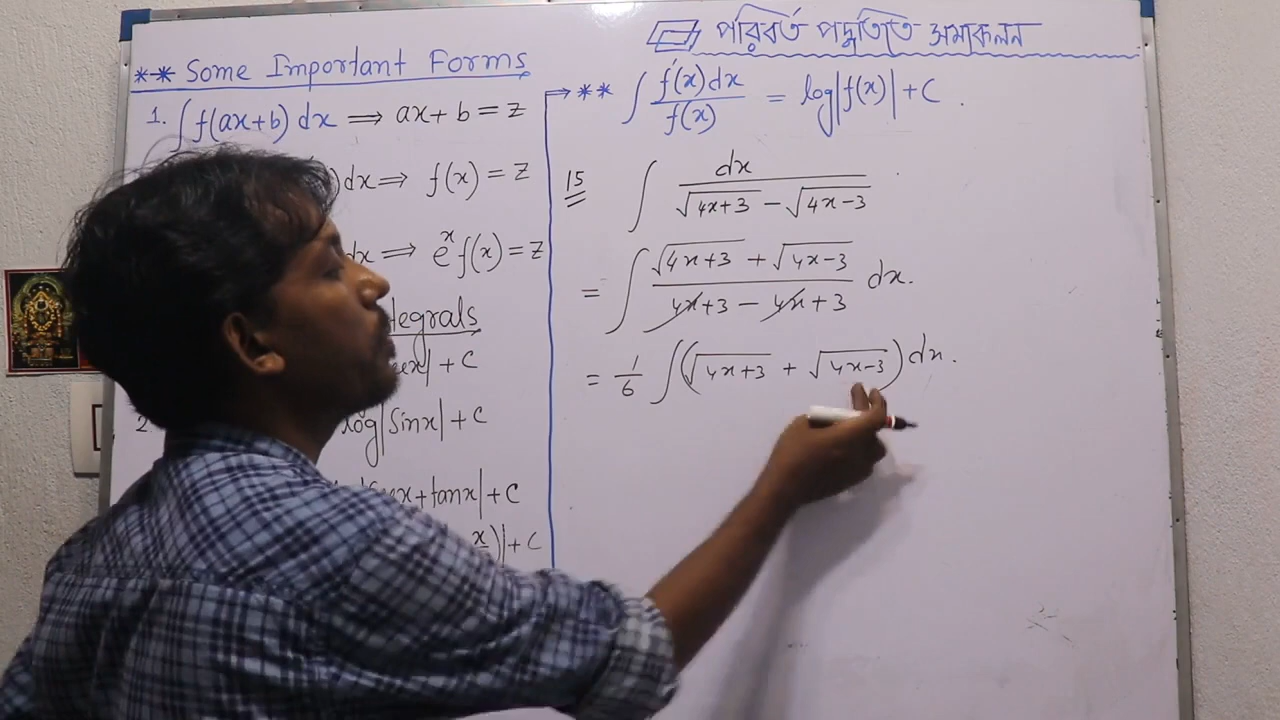 ** Some Important Forms
1. ∫ f(ax+b) dx ⟹ ax + b = z
)dx ⟹ f(x) = z
dx ⟹ eˣ f(x) = z
tegrals
x| + c
2. log|Sinx| + c
x + tanx| + c
x/ )| + c
পরিবর্ত পদ্ধতিতে সমাকলন
→ ** ∫ f'(x)dx / f(x) = log|f(x)| + c .
15 ∫ dx / (√(4x+3) − √(4x−3))
= ∫ (√(4x+3) + √(4x−3)) / (4x+3 − 4x+3) dx.
= 1/6 ∫ (√(4x+3) + √(4x−3)) dx.